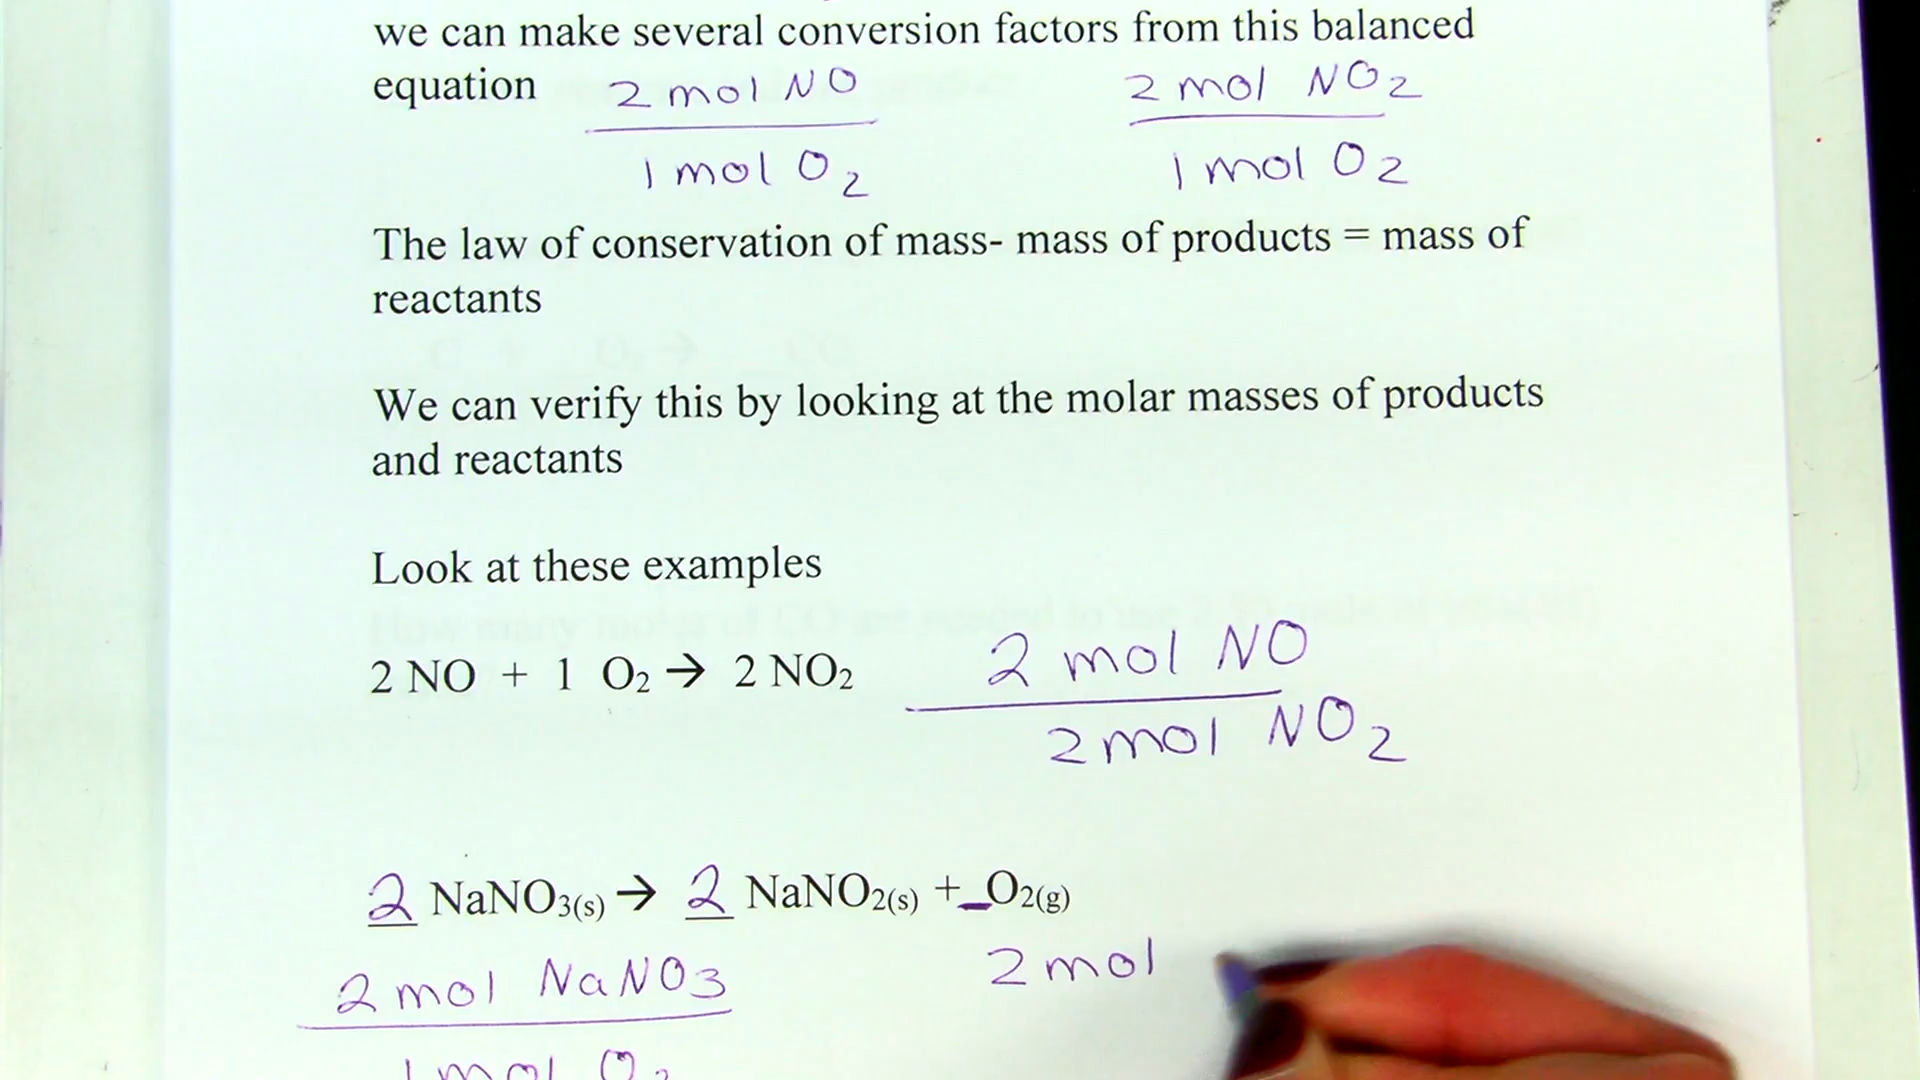 we can make several conversion factors from this balanced
equation 2 mol NO 2 mol NO2
1 mol O2 1 mol O2
The law of conservation of mass- mass of products = mass of
reactants
We can verify this by looking at the molar masses of products
and reactants
Look at these examples
2 NO + 1 O2 → 2 NO2
2 mol NO
2 mol NO2
2 NaNO3(s) → 2 NaNO2(s) + _O2(g)
2 mol NaNO3 2 mol
1 mol O2